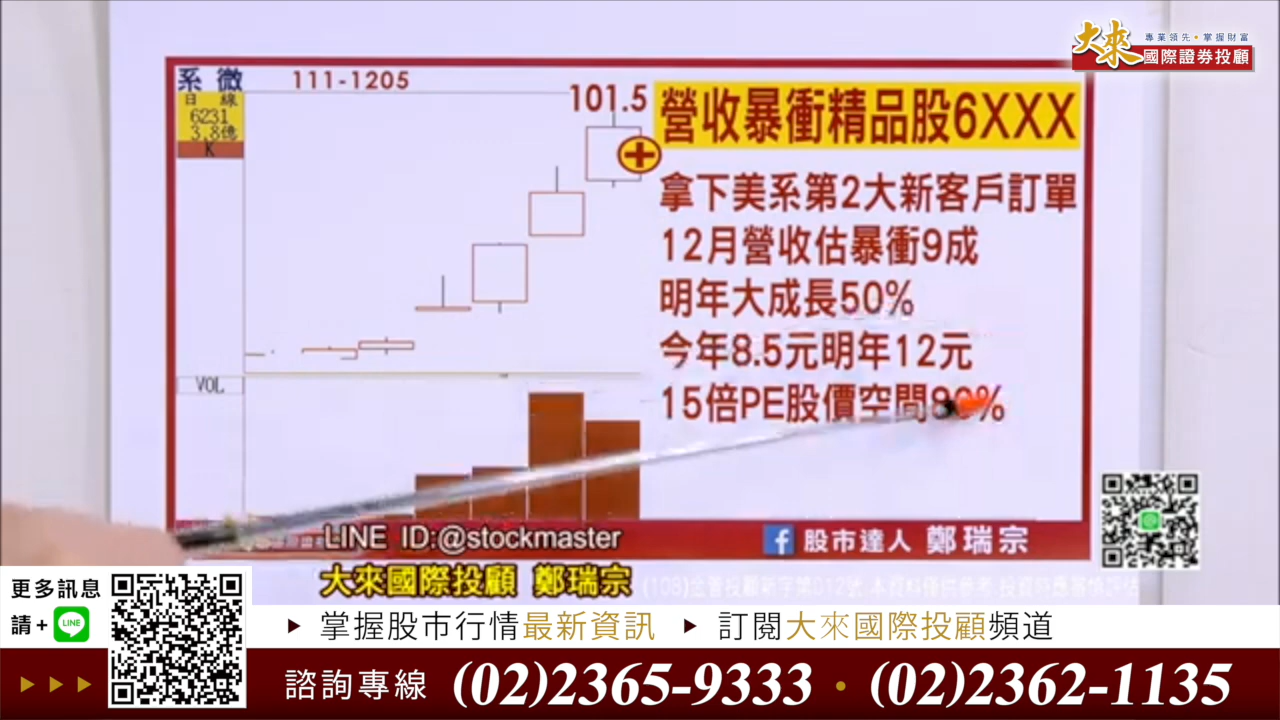 大來
專業領先•掌握財富
國際證券投顧
系 微
111-1205
日 線
6231
3.8億
K
101.5
營收暴衝精品股6XXX
拿下美系第2大新客戶訂單
12月營收估暴衝9成
明年大成長50%
今年8.5元明年12元
15倍PE股價空間
VOL
LINE ID:@stockmaster
股市達人 鄭瑞宗
大來國際投顧 鄭瑞宗
更多訊息
請+
LINE
掌握股市行情最新資訊
訂閱大來國際投顧頻道
諮詢專線
(02)2365-9333•(02)2362-1135